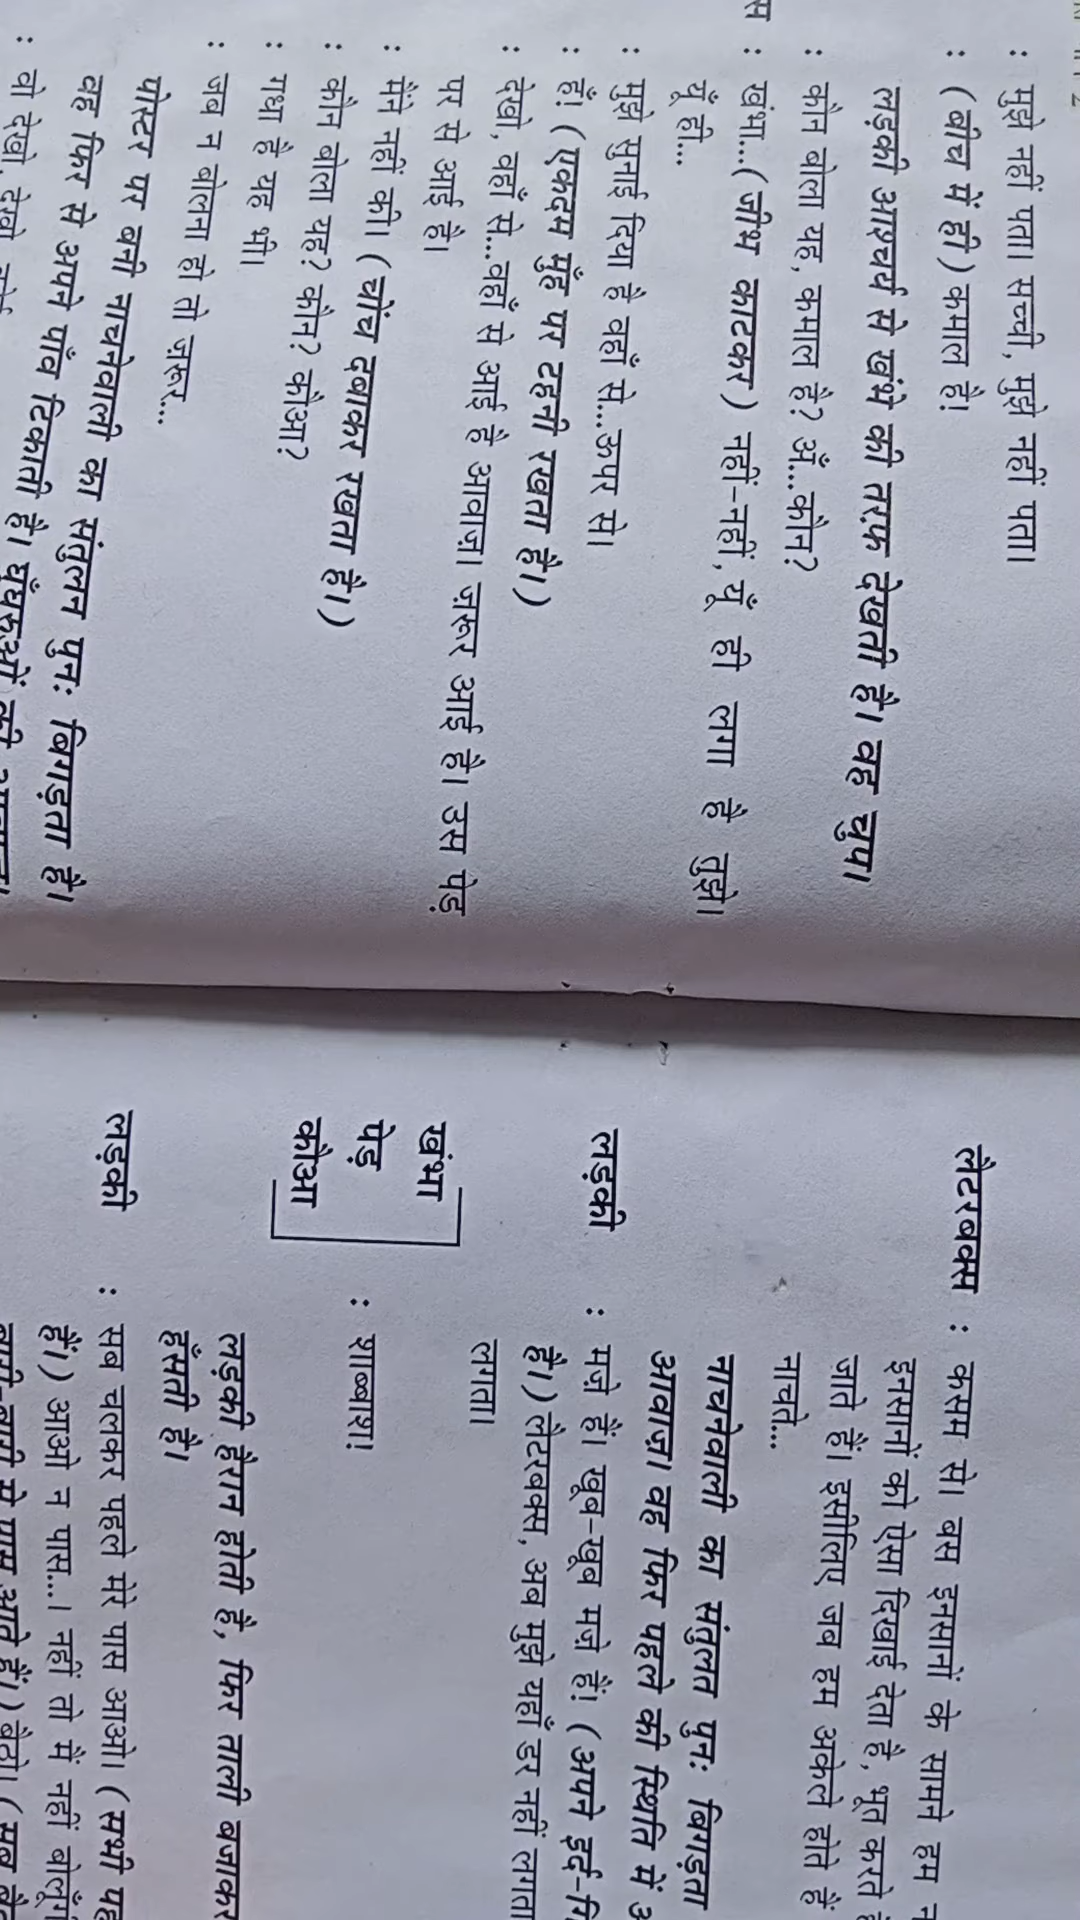 : मुझे नहीं पता। सच्ची, मुझे नहीं पता।
: (बीच में ही) कमाल है!
लड़की आश्चर्य से खंभे की तरफ़ देखती है। वह चुप।
: कौन बोला यह, कमाल है? अँ...कौन?
स : खंभा....(जीभ काटकर) नहीं-नहीं, यूँ ही लगा है तुझे।
यूँ ही...
: मुझे सुनाई दिया है वहाँ से...ऊपर से।
: हैं! (एकदम मुँह पर टहनी रखता है।)
: देखो, वहाँ से...वहाँ से आई है आवाज़। ज़रूर आई है। उस पेड़
पर से आई है।
: मैंने नहीं की। (चोंच दबाकर रखता है।)
: कौन बोला यह? कौन? कौआ?
: गधा है यह भी।
: जब न बोलना हो तो ज़रूर...
पोस्टर पर बनी नाचनेवाली का संतुलन पुनः बिगड़ता है।
वह फिर से अपने पाँव टिकाती है। घुँघरुओं की
: वो देखो, देखो
लैटरबक्स : कसम से। बस इनसानों के सामने हम
इनसानों को ऐसा दिखाई देता है, भूत करते
जाते हैं। इसीलिए जब हम अकेले होते हैं
नाचते...
नाचनेवाली का संतुलन पुनः बिगड़ता
आवाज़। वह फिर पहले की स्थिति में
लड़की : मज़े हैं। खूब-खूब मज़े हैं! (अपने इर्द-
है।) लैटरबक्स, अब मुझे यहाँ डर नहीं लगता
लगता।
खंभा
पेड़ : शाब्बाश!
कौआ
लड़की हैरान होती है, फिर ताली बजाकर
हँसती है।
लड़की : सब चलकर पहले मेरे पास आओ। (सभी
हैं।) आओ न पास...। नहीं तो मैं नहीं
से पास आते हैं।) बैठो। (सब